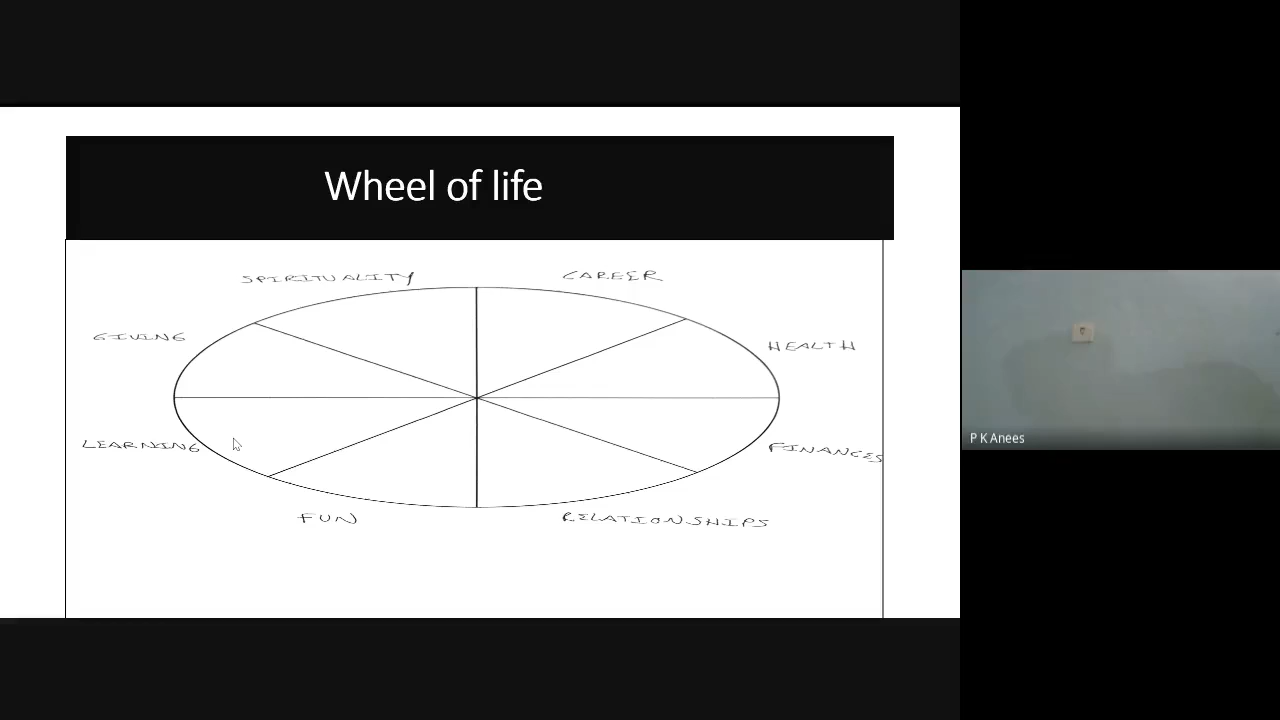 Wheel of life
SPIRITUALITY
CAREER
GIVING
HEALTH
LEARNING
FINANCES
FUN
RELATIONSHIPS
P K Anees